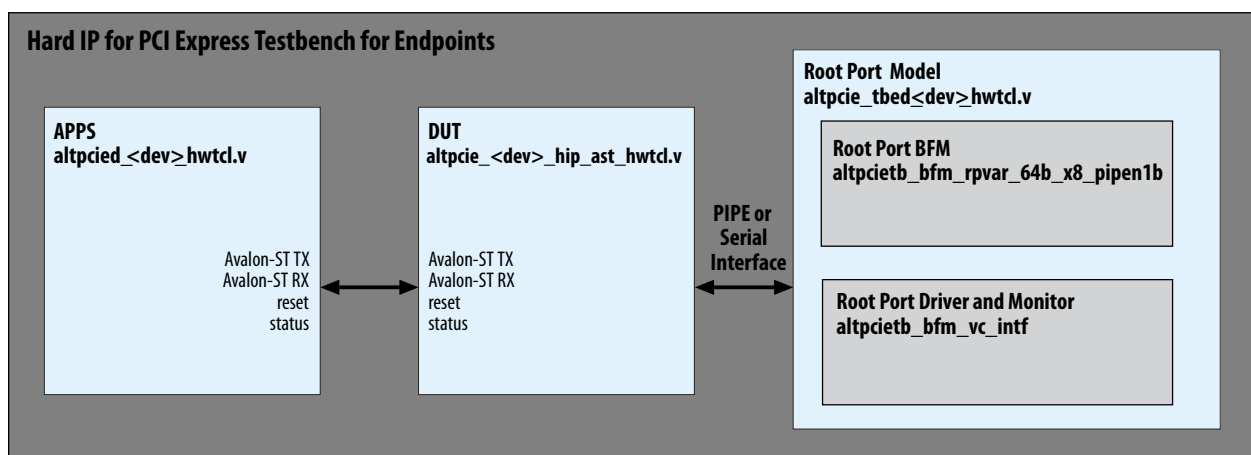 Hard IP for PCI Express Testbench for Endpoints
APPS
altpcied_<dev>_hwtcl.v
Avalon-ST TX
Avalon-ST RX
reset
status
DUT
altpcie_<dev>_hip_ast_hwtcl.v
Avalon-ST TX
Avalon-ST RX
reset
status
PIPE or
Serial
Interface
Root Port Model
altpcie_tbed<dev>_hwtcl.v
Root Port BFM
altpcietb_bfm_rpvar_64b_x8_pipen1b
Root Port Driver and Monitor
altpcietb_bfm_vc_intf